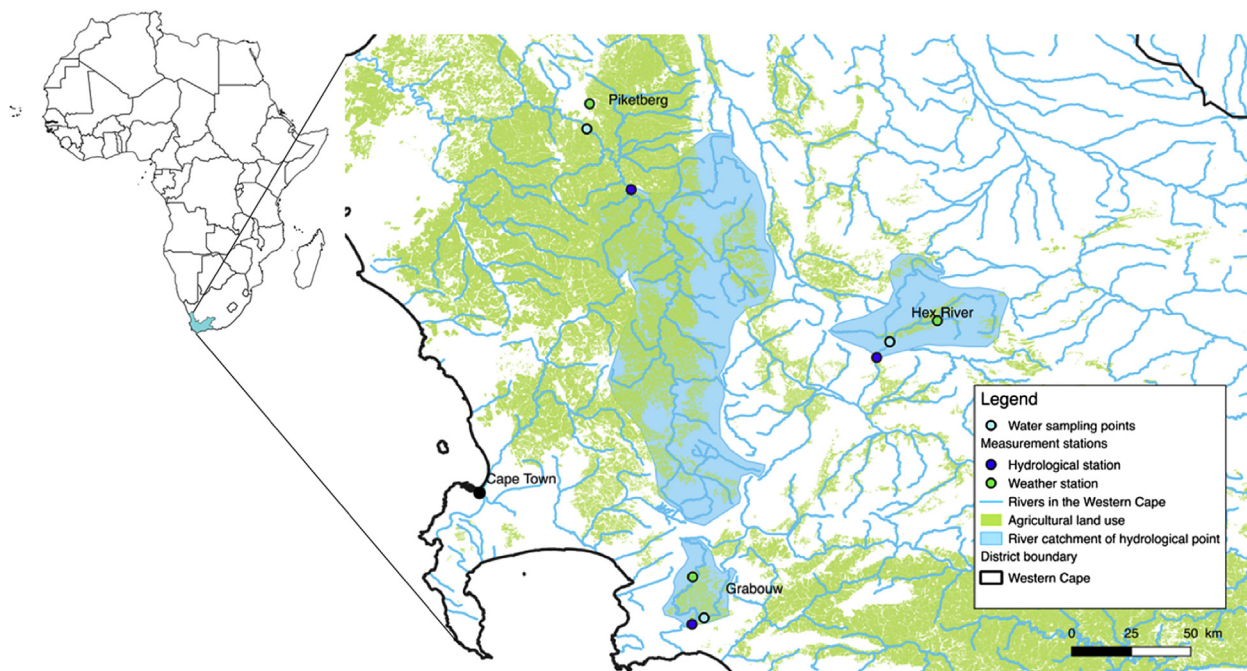 Piketberg
Hex River
Cape Town
Grabouw
Legend
Water sampling points
Measurement stations
Hydrological station
Weather station
Rivers in the Western Cape
Agricultural land use
River catchment of hydrological point
District boundary
Western Cape
0 25 50 km